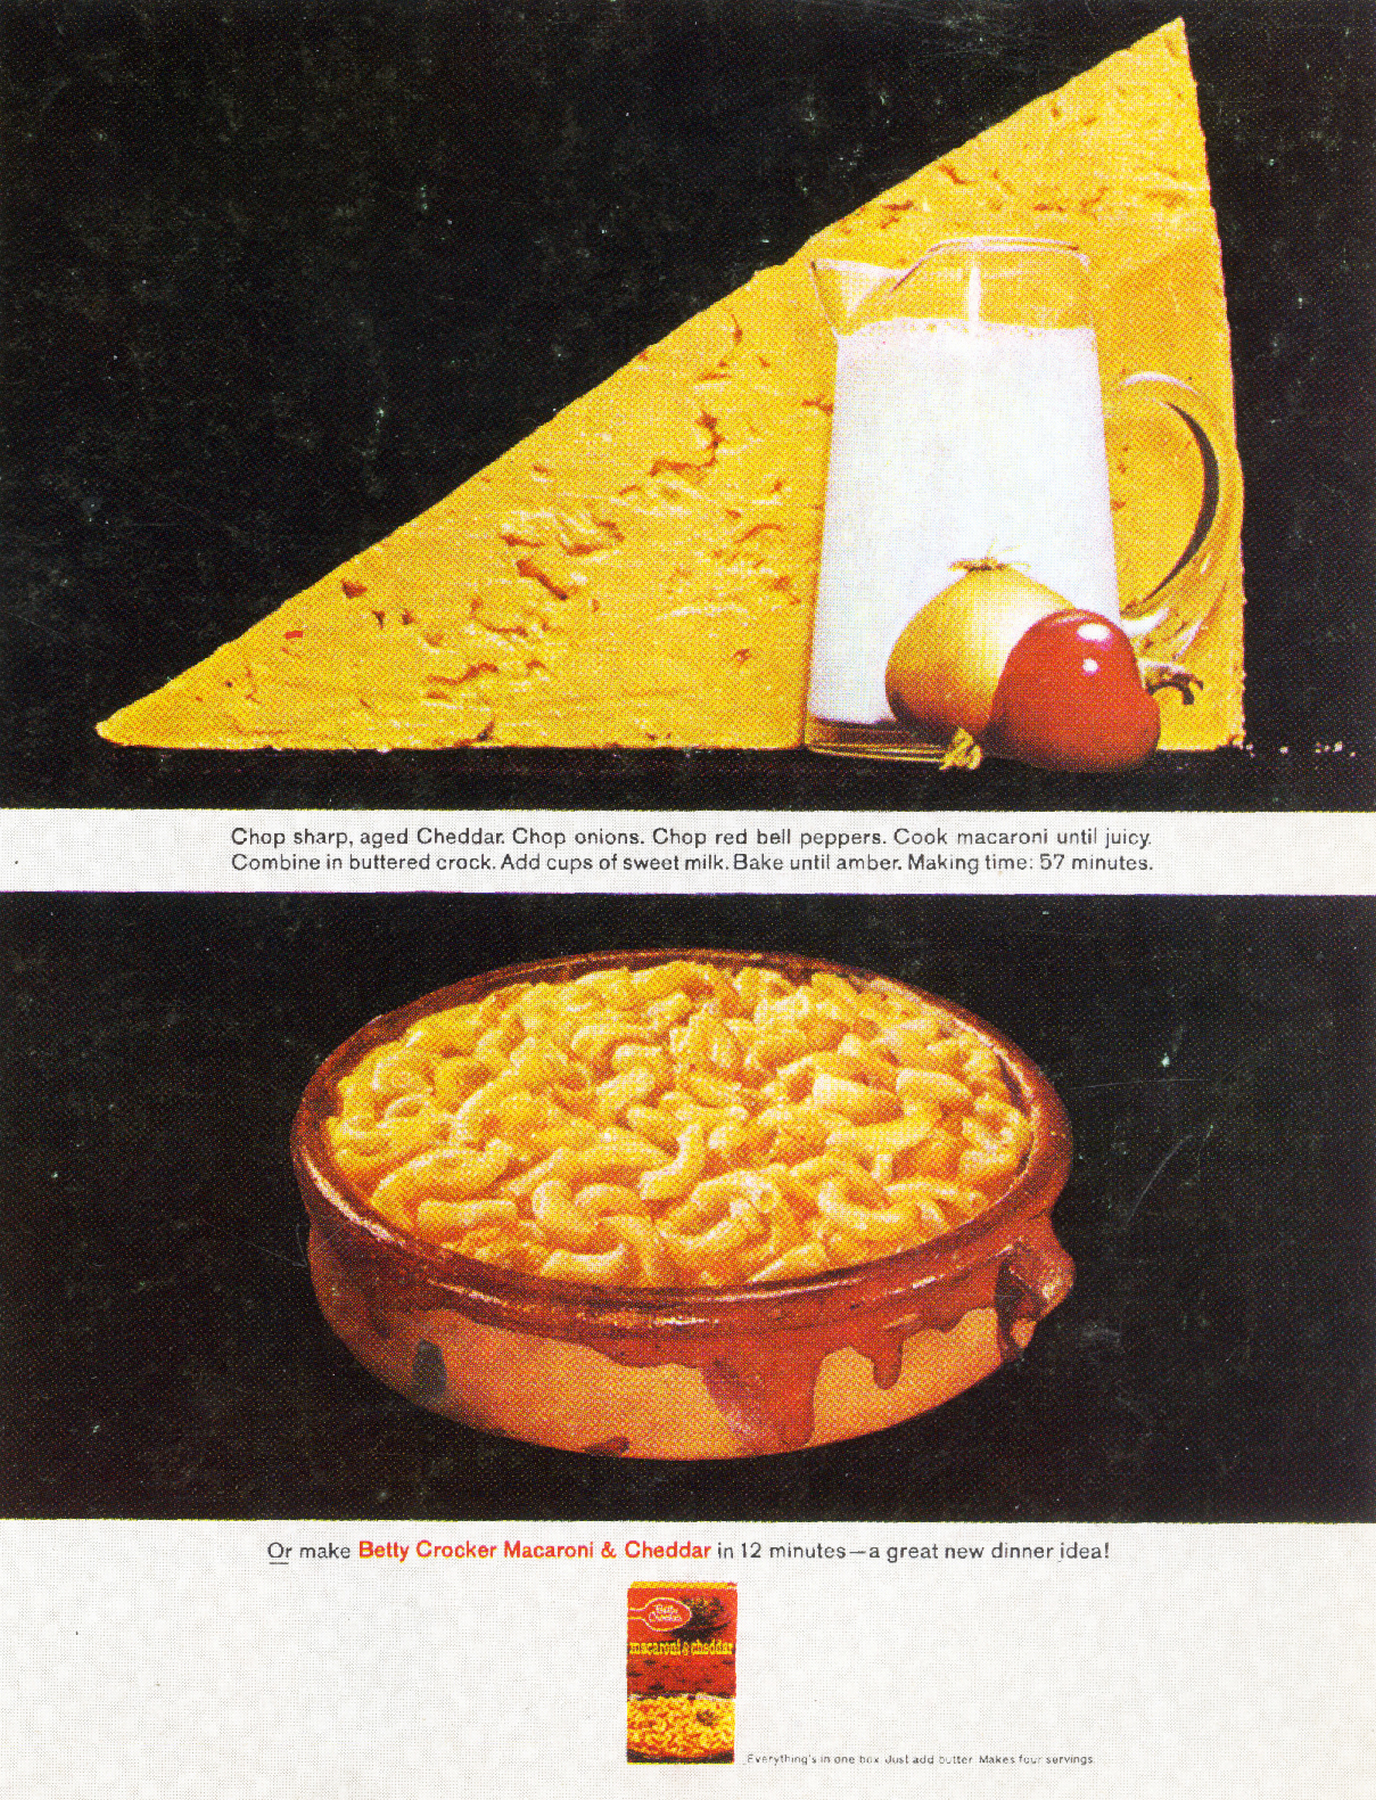 Chop sharp, aged Cheddar. Chop onions. Chop red bell peppers. Cook macaroni until juicy.
Combine in buttered crock. Add cups of sweet milk. Bake until amber. Making time: 57 minutes.
Or make Betty Crocker Macaroni & Cheddar in 12 minutes—a great new dinner idea!
Betty
Crocker
macaroni & cheddar
Everything's in one box. Just add butter. Makes four servings.